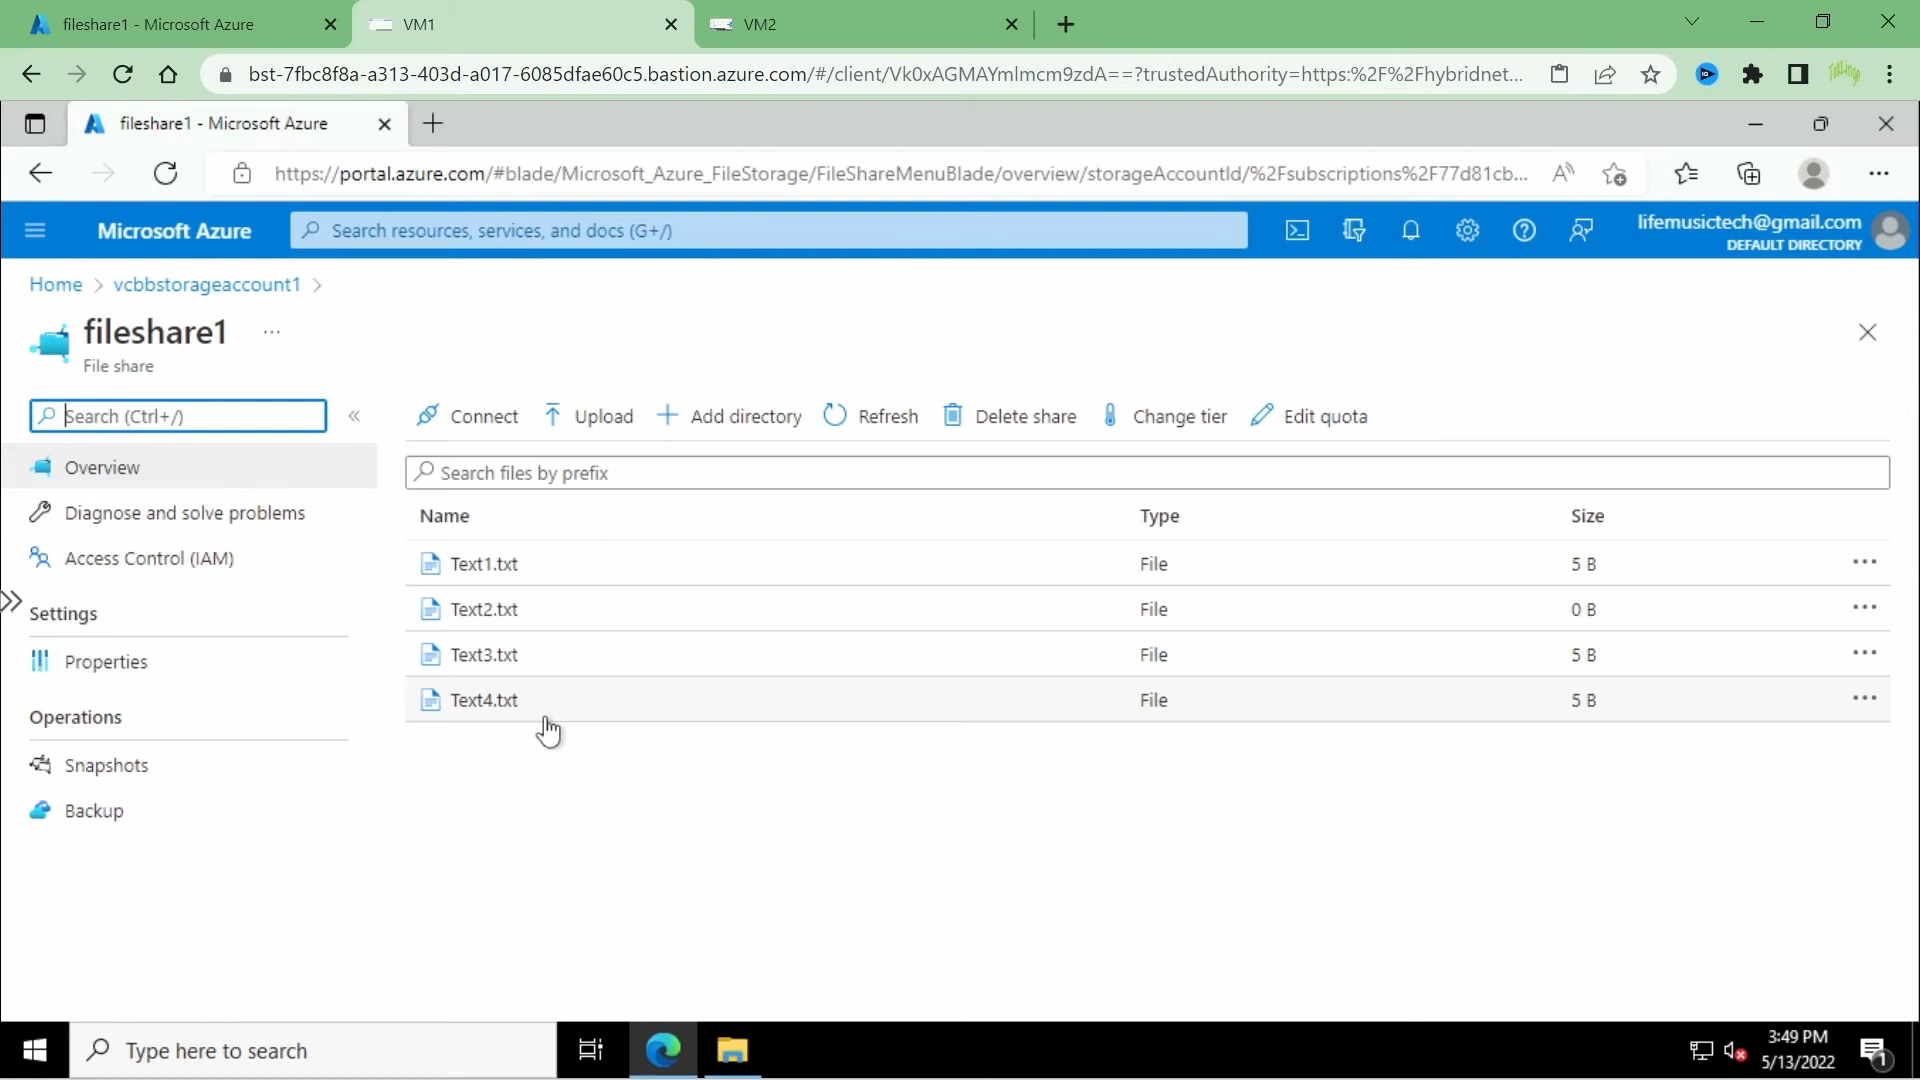 fileshare1 - Microsoft Azure
VM1
VM2
bst-7fbc8f8a-a313-403d-a017-6085dfae60c5.bastion.azure.com/#/client/Vk0xAGMAYmlmcm9zdA==?trustedAuthority=https:%2F%2Fhybridnet...
fileshare1 - Microsoft Azure
https://portal.azure.com/#blade/Microsoft_Azure_FileStorage/FileShareMenuBlade/overview/storageAccountId/%2Fsubscriptions%2F77d81cb...
Microsoft Azure
Search resources, services, and docs (G+/)
lifemusictech@gmail.com
DEFAULT DIRECTORY
Home > vcbbstorageaccount1 >
fileshare1 ...
File share
Search (Ctrl+/)
Connect Upload Add directory Refresh Delete share Change tier Edit quota
Overview
Diagnose and solve problems
Access Control (IAM)
Settings
Properties
Operations
Snapshots
Backup
Search files by prefix
Name Type Size
Text1.txt File 5 B
Text2.txt File 0 B
Text3.txt File 5 B
Text4.txt File 5 B
Type here to search
3:49 PM
5/13/2022
1